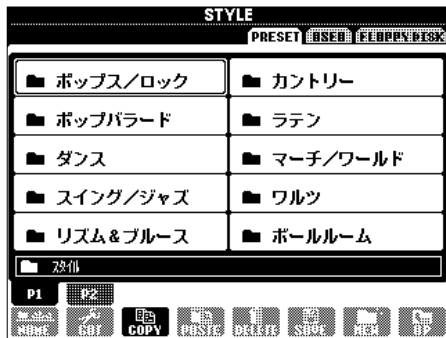 STYLE
PRESET USER FLOPPY DISK
ポップス/ロック
カントリー
ポップバラード
ラテン
ダンス
マーチ/ワールド
スイング/ジャズ
ワルツ
リズム&ブルース
ボールルーム
スタイル
P1 P2
NAME CUT COPY PASTE DELETE SAVE NEW UP